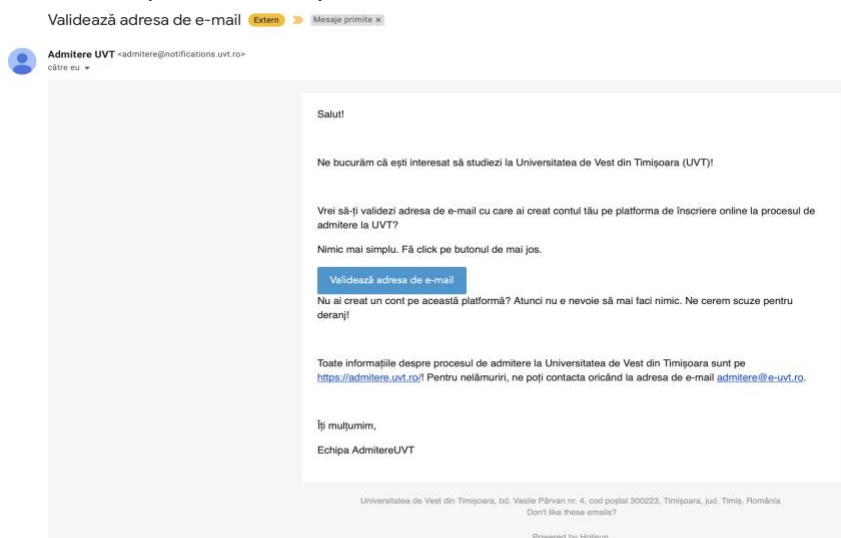 Validează adresa de e-mail Extern Mesaje primite x
Admitere UVT <admitere@notifications.uvt.ro>
către eu
Salut!
Ne bucurăm că ești interesat să studiezi la Universitatea de Vest din Timișoara (UVT)!
Vrei să-ți validezi adresa de e-mail cu care ai creat contul tău pe platforma de înscriere online la procesul de
admitere la UVT?
Nimic mai simplu. Fă click pe butonul de mai jos.
Validează adresa de e-mail
Nu ai creat un cont pe această platformă? Atunci nu e nevoie să mai faci nimic. Ne cerem scuze pentru
deranj!
Toate informațiile despre procesul de admitere la Universitatea de Vest din Timișoara sunt pe
https://admitere.uvt.ro/! Pentru nelămuriri, ne poți contacta oricând la adresa de e-mail admitere@e-uvt.ro.
Îți mulțumim,
Echipa AdmitereUVT
Universitatea de Vest din Timișoara, bd. Vasile Pârvan nr. 4, cod poștal 300223, Timișoara, jud. Timiș, România
Don't like these emails?
Powered by Holisun